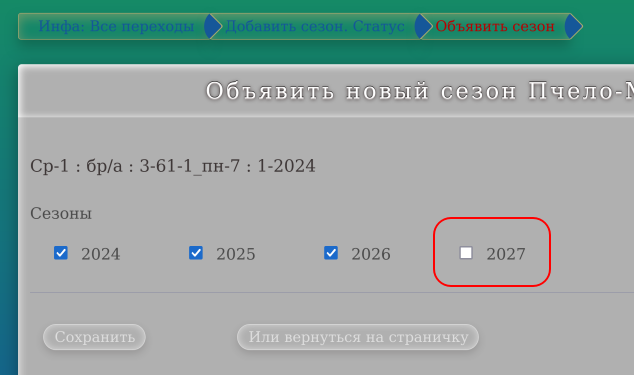 Инфа: Все переходы Добавить сезон. Статус Объявить сезон
Объявить новый сезон Пчело-
Ср-1 : бр/а : 3-61-1_пн-7 : 1-2024
Сезоны
2024 2025 2026 2027
Сохранить Или вернуться на страничку